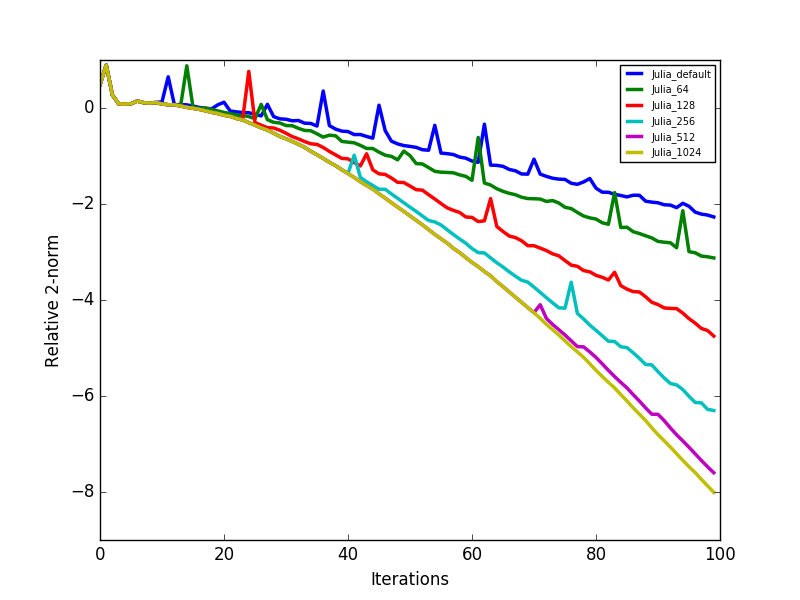 Julia_default
Julia_64
Julia_128
Julia_256
Julia_512
Julia_1024
0
−2
−4
−6
−8
Relative 2-norm
0 20 40 60 80 100
Iterations